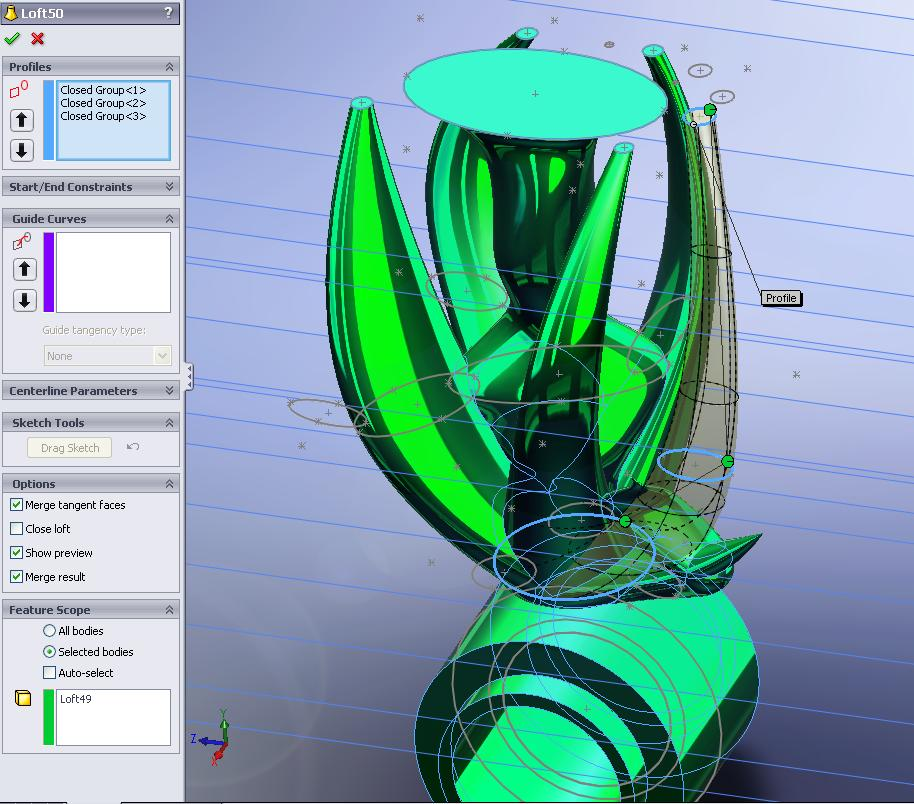 Loft50 ?
Profiles
Closed Group<1>
Closed Group<2>
Closed Group<3>
Start/End Constraints
Guide Curves
Guide tangency type:
None
Centerline Parameters
Sketch Tools
Drag Sketch
Options
Merge tangent faces
Close loft
Show preview
Merge result
Feature Scope
All bodies
Selected bodies
Auto-select
Loft49
Profile
Y
Z
X